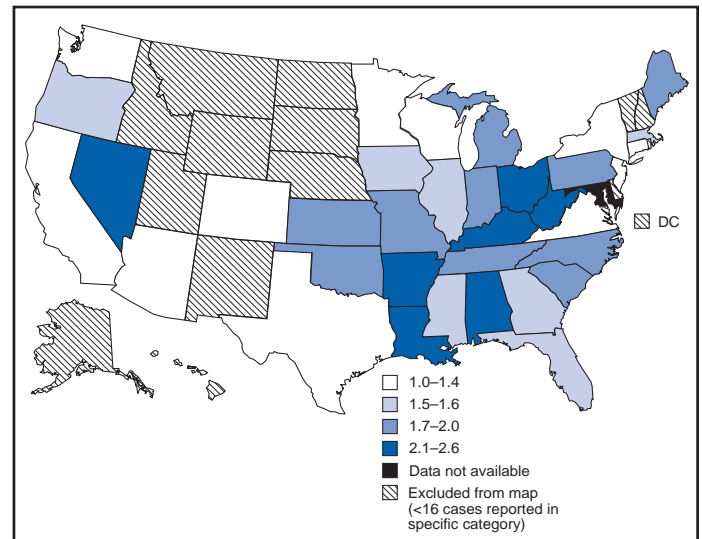 DC
1.0–1.4
1.5–1.6
1.7–2.0
2.1–2.6
Data not available
Excluded from map
(<16 cases reported in
specific category)